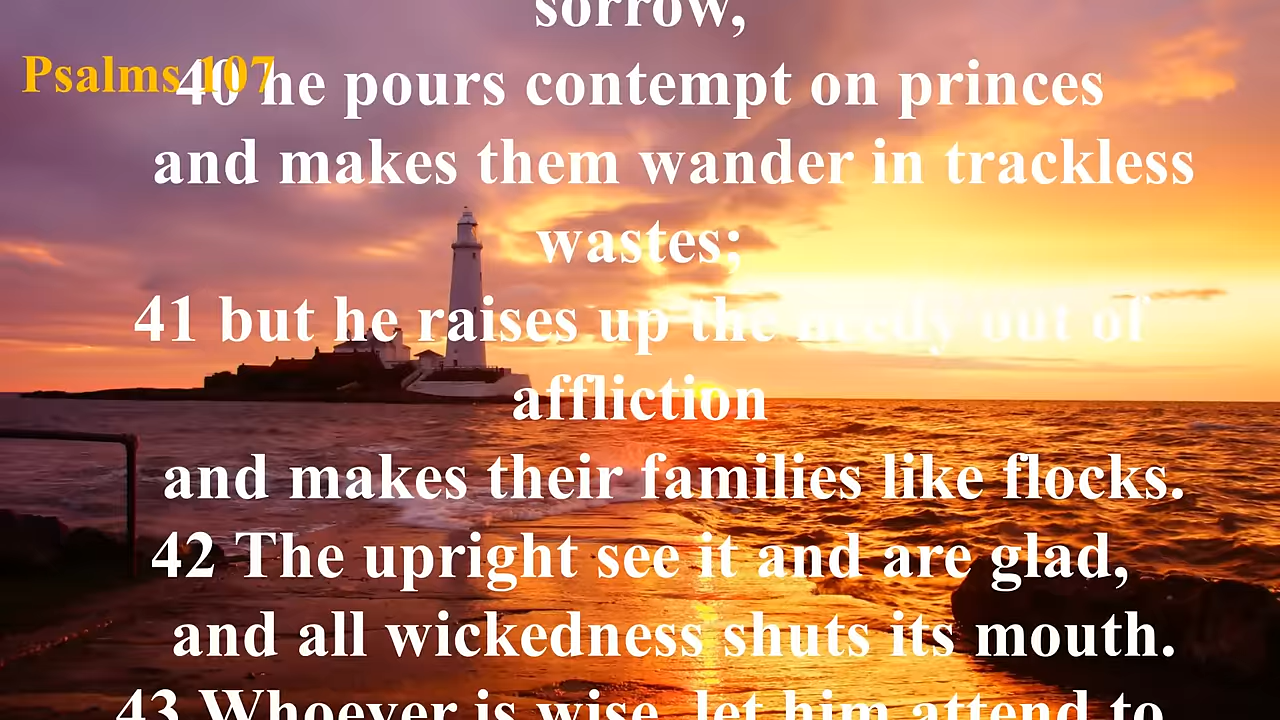 sorrow,
Psalms 107
40 he pours contempt on princes
and makes them wander in trackless
wastes;
41 but he raises up the needy out of
affliction
and makes their families like flocks.
42 The upright see it and are glad,
and all wickedness shuts its mouth.
43 Whoever is wise, let him attend to